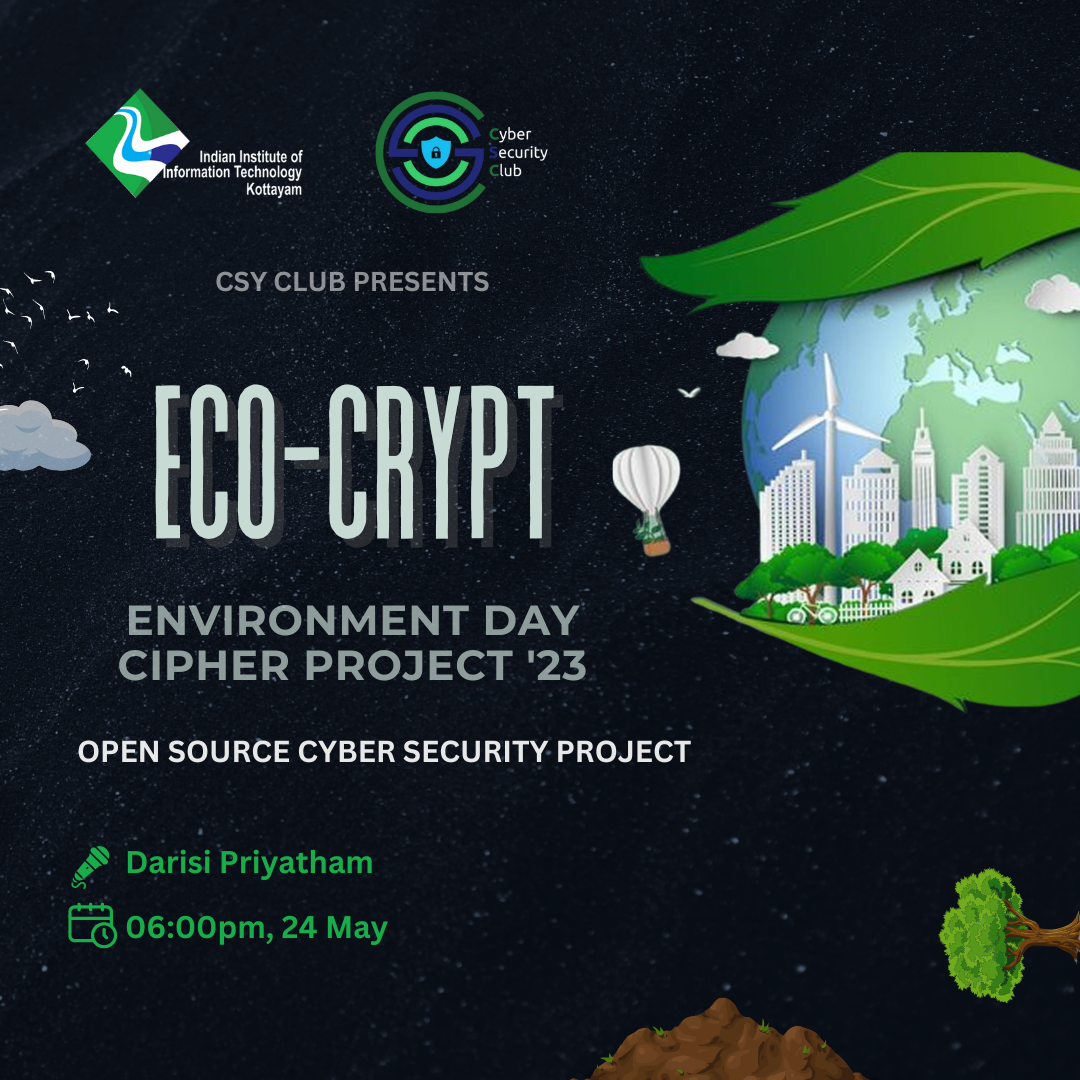 Indian Institute of
Information Technology
Kottayam
Cyber
Security
Club
CSY CLUB PRESENTS
ECO-CRYPT
ENVIRONMENT DAY
CIPHER PROJECT '23
OPEN SOURCE CYBER SECURITY PROJECT
Darisi Priyatham
06:00pm, 24 May